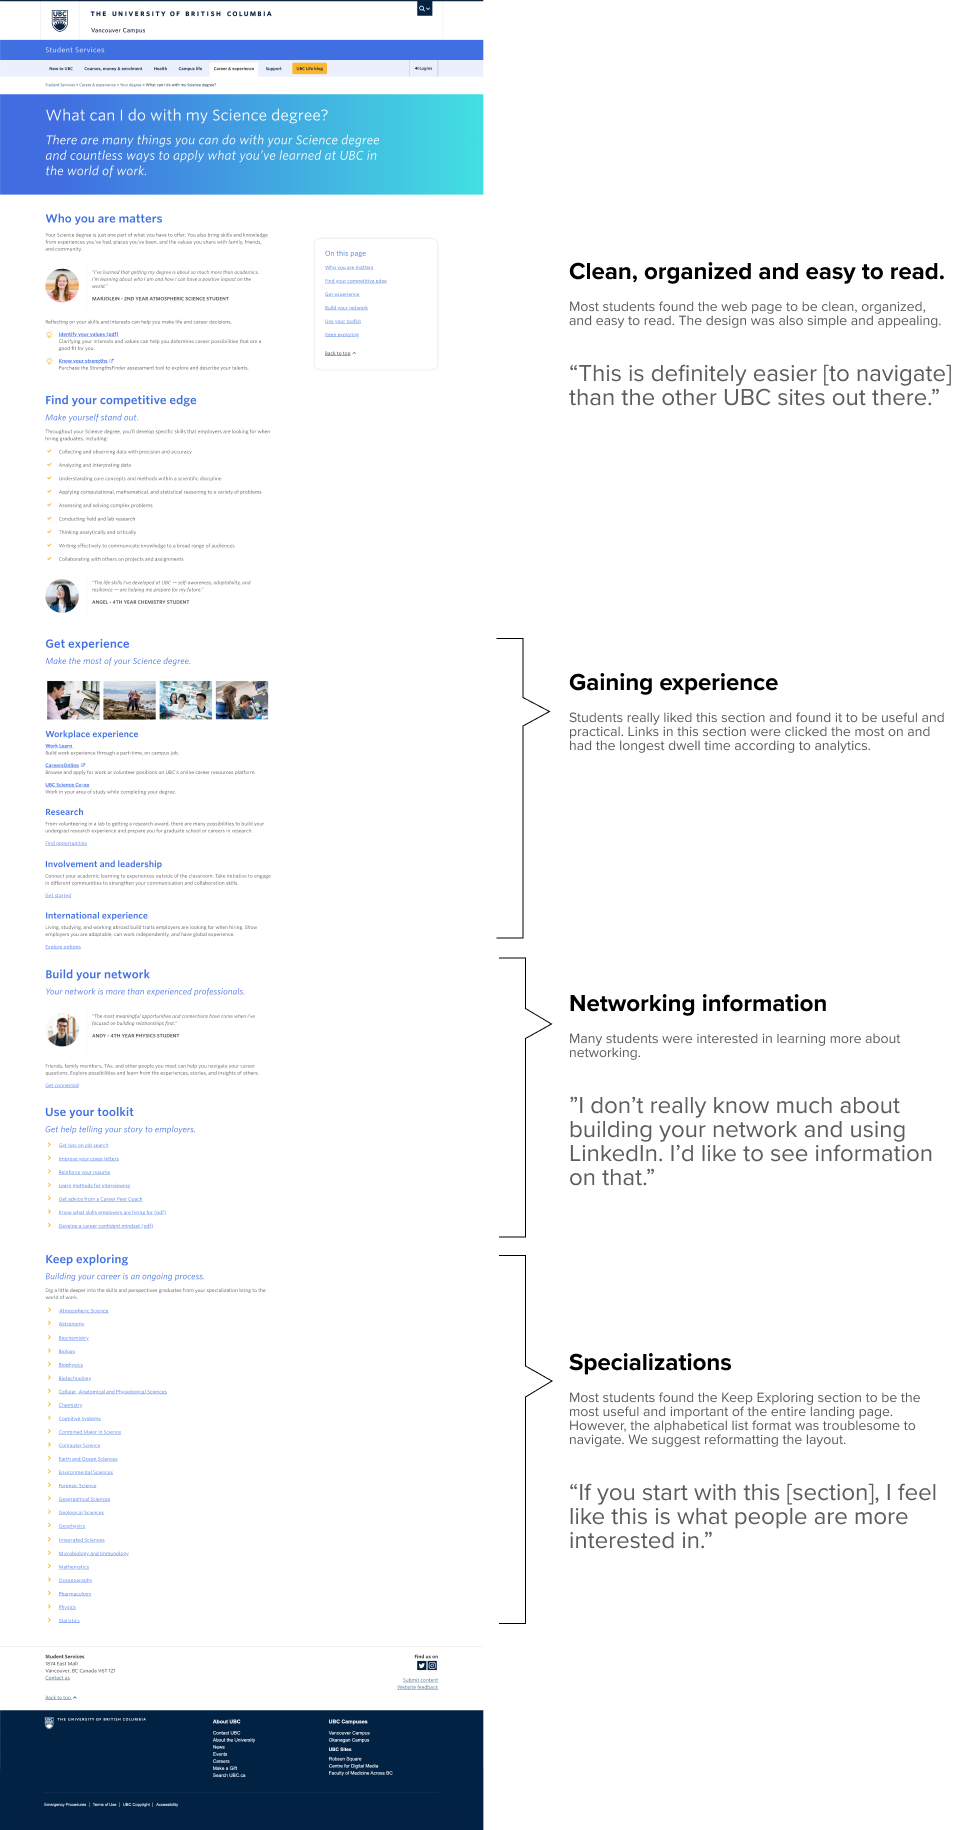 UBC
THE UNIVERSITY OF BRITISH COLUMBIA
Vancouver Campus
Student Services
New to UBC Courses, money & enrolment Health Campus life Career & experience Support UBC Life blog Logins
Student Services » Career & experience » Your degree » What can I do with my Science degree?
What can I do with my Science degree?
There are many things you can do with your Science degree
and countless ways to apply what you've learned at UBC in
the world of work.
Who you are matters
Your Science degree is just one part of what you have to offer. You also bring skills and knowledge
from experiences you've had, places you've been, and the values you share with family, friends,
and community.
"I've learned that getting my degree is about so much more than academics.
I'm learning about who I am and how I can have a positive impact on the
world."
MARJOLEIN - 2ND YEAR ATMOSPHERIC SCIENCE STUDENT
Reflecting on your skills and interests can help you make life and career decisions.
Identify your values (pdf)
Clarifying your interests and values can help you determine career possibilities that are a
good fit for you.
Know your strengths
Purchase the StrengthsFinder assessment tool to explore and describe your talents.
On this page
Who you are matters
Find your competitive edge
Get experience
Build your network
Use your toolkit
Keep exploring
Back to top
Find your competitive edge
Make yourself stand out.
Throughout your Science degree, you'll develop specific skills that employers are looking for when
hiring graduates, including:
Collecting and observing data with precision and accuracy
Analyzing and interpreting data
Understanding core concepts and methods within a scientific discipline
Applying computational, mathematical, and statistical reasoning to a variety of problems
Assessing and solving complex problems
Conducting field and lab research
Thinking analytically and critically
Writing effectively to communicate knowledge to a broad range of audiences
Collaborating with others on projects and assignments
"The life skills I've developed at UBC — self-awareness, adaptability, and
resilience — are helping me prepare for my future."
ANGEL - 4TH YEAR CHEMISTRY STUDENT
Get experience
Make the most of your Science degree.
Workplace experience
Work Learn
Build work experience through a part-time, on campus job.
CareersOnline
Browse and apply for work or volunteer positions on UBC's online career resources platform.
UBC Science Co-op
Work in your area of study while completing your degree.
Research
From volunteering in a lab to getting a research award, there are many possibilities to build your
undergrad research experience and prepare you for graduate school or careers in research.
Find opportunities
Involvement and leadership
Connect your academic learning to experiences outside of the classroom. Take initiative to engage
in different communities to strengthen your communication and collaboration skills.
Get started
International experience
Living, studying, and working abroad build traits employers are looking for when hiring. Show
employers you are adaptable, can work independently, and have global experience.
Explore options
Build your network
Your network is more than experienced professionals.
"The most meaningful opportunities and connections have come when I've
focused on building relationships first."
ANDY - 4TH YEAR PHYSICS STUDENT
Friends, family members, TAs, and other people you meet can help you navigate your career
questions. Explore possibilities and learn from the experiences, stories, and insights of others.
Get connected
Use your toolkit
Get help telling your story to employers.
Get tips on job search
Improve your cover letters
Reinforce your resume
Learn methods for interviewing
Get advice from a Career Peer Coach
Know what skills employers are hiring for (pdf)
Develop a career confident mindset (pdf)
Keep exploring
Building your career is an ongoing process.
Dig a little deeper into the skills and perspectives graduates from your specialization bring to the
world of work.
Atmospheric Science
Astronomy
Biochemistry
Biology
Biophysics
Biotechnology
Cellular, Anatomical and Physiological Sciences
Chemistry
Cognitive Systems
Combined Major in Science
Computer Science
Earth and Ocean Sciences
Environmental Sciences
Forensic Science
Geographical Sciences
Geological Sciences
Geophysics
Integrated Sciences
Microbiology and Immunology
Mathematics
Oceanography
Pharmacology
Physics
Statistics
Student Services
1874 East Mall
Vancouver, BC Canada V6T 1Z1
Contact us
Back to top
Find us on
Submit content
Website feedback
THE UNIVERSITY OF BRITISH COLUMBIA
About UBC
Contact UBC
About the University
News
Events
Careers
Make a Gift
Search UBC.ca
UBC Campuses
Vancouver Campus
Okanagan Campus
UBC Sites
Robson Square
Centre for Digital Media
Faculty of Medicine Across BC
Emergency Procedures | Terms of Use | UBC Copyright | Accessibility
Clean, organized and easy to read.
Most students found the web page to be clean, organized,
and easy to read. The design was also simple and appealing.
“This is definitely easier [to navigate]
than the other UBC sites out there.”
Gaining experience
Students really liked this section and found it to be useful and
practical. Links in this section were clicked the most on and
had the longest dwell time according to analytics.
Networking information
Many students were interested in learning more about
networking.
”I don’t really know much about
building your network and using
LinkedIn. I’d like to see information
on that.”
Specializations
Most students found the Keep Exploring section to be the
most useful and important of the entire landing page.
However, the alphabetical list format was troublesome to
navigate. We suggest reformatting the layout.
“If you start with this [section], I feel
like this is what people are more
interested in.”